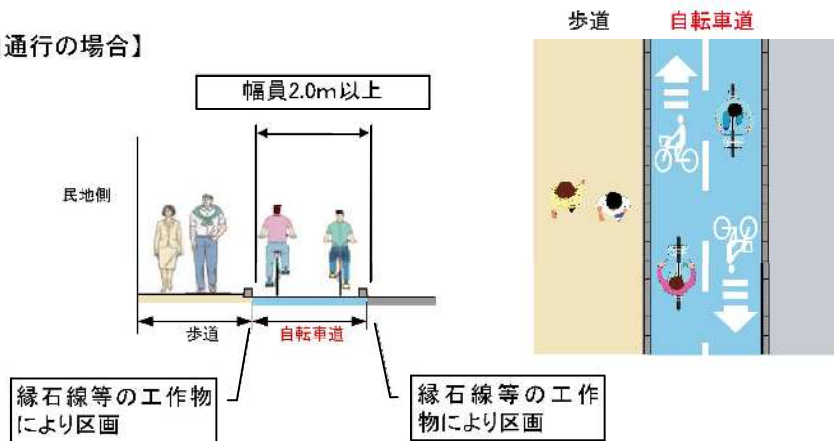 通行の場合】
歩道
自転車道
幅員2.0m以上
民地側
歩道
自転車道
縁石線等の工作物
により区画
縁石線等の工作
物により区画